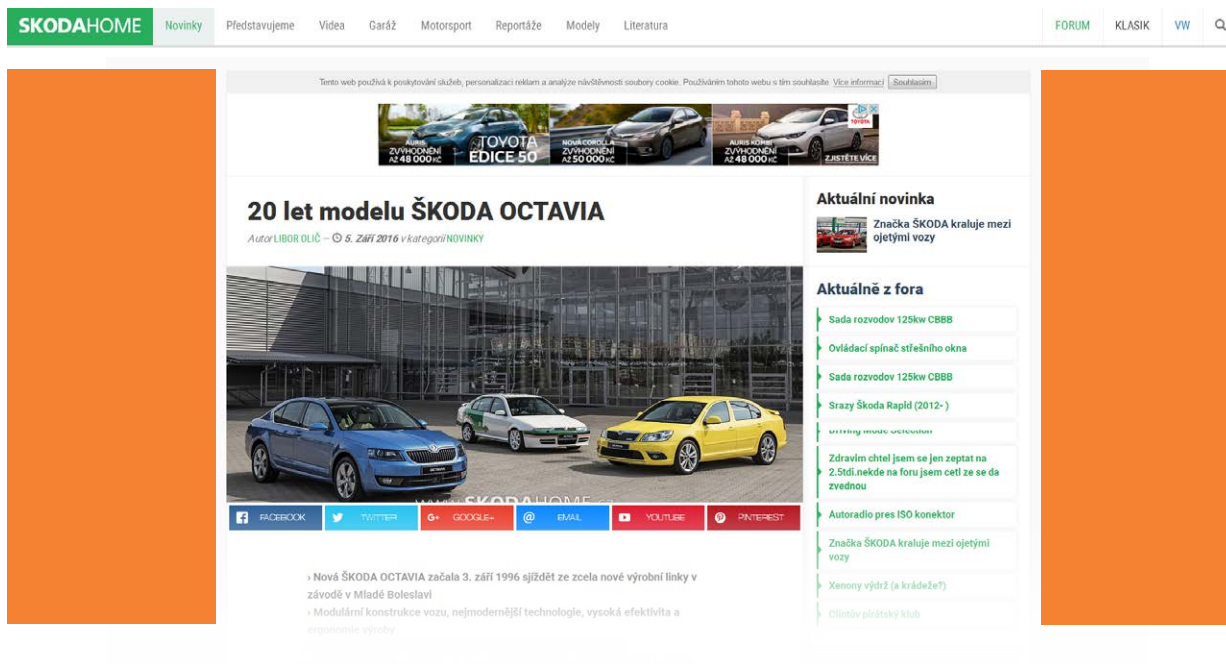 SKODAHOME
Novinky Představujeme Videa Garáž Motorsport Reportáže Modely Literatura
FORUM KLASIK VW
Tento web používá k poskytování služeb, personalizaci reklam a analýze návštěvnosti soubory cookie. Používáním tohoto webu s tím souhlasíte. Více informací Souhlasím
AURIS
ZVÝHODNĚNÍ
AŽ 48 000 KČ
TOYOTA
EDICE 50
NOVÁ COROLLA
ZVÝHODNĚNÍ
AŽ 50 000 KČ
AURIS KOMBI
ZVÝHODNĚNÍ
AŽ 48 000 KČ
TOYOTA
ZJISTĚTE VÍCE
20 let modelu ŠKODA OCTAVIA
Autor LIBOR OLIČ – 5. Září 2016 v kategorii NOVINKY
WWW.SKODAHOME.cz
FACEBOOK TWITTER GOOGLE+ EMAIL YOUTUBE PINTEREST
› Nová ŠKODA OCTAVIA začala 3. září 1996 sjíždět ze zcela nové výrobní linky v
závodě v Mladé Boleslavi
› Modulární konstrukce vozu, nejmodernější technologie, vysoká efektivita a
ergonomie výroby
Aktuální novinka
Značka ŠKODA kraluje mezi
ojetými vozy
Aktuálně z fora
Sada rozvodov 125kw CBBB
Ovládací spínač střešního okna
Sada rozvodov 125kw CBBB
Srazy Škoda Rapid (2012- )
Driving Mode Selection
Zdravim chtel jsem se jen zeptat na
2.5tdi.nekde na foru jsem cetl ze se da
zvednou
Autoradio pres ISO konektor
Značka ŠKODA kraluje mezi ojetými
vozy
Xenony výdrž (a krádeže?)